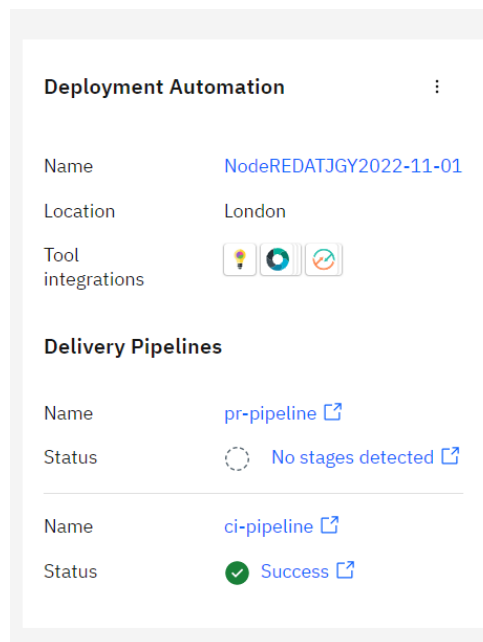 Deployment Automation
Name NodeREDATJGY2022-11-01
Location London
Tool
integrations
Delivery Pipelines
Name pr-pipeline
Status No stages detected
Name ci-pipeline
Status Success